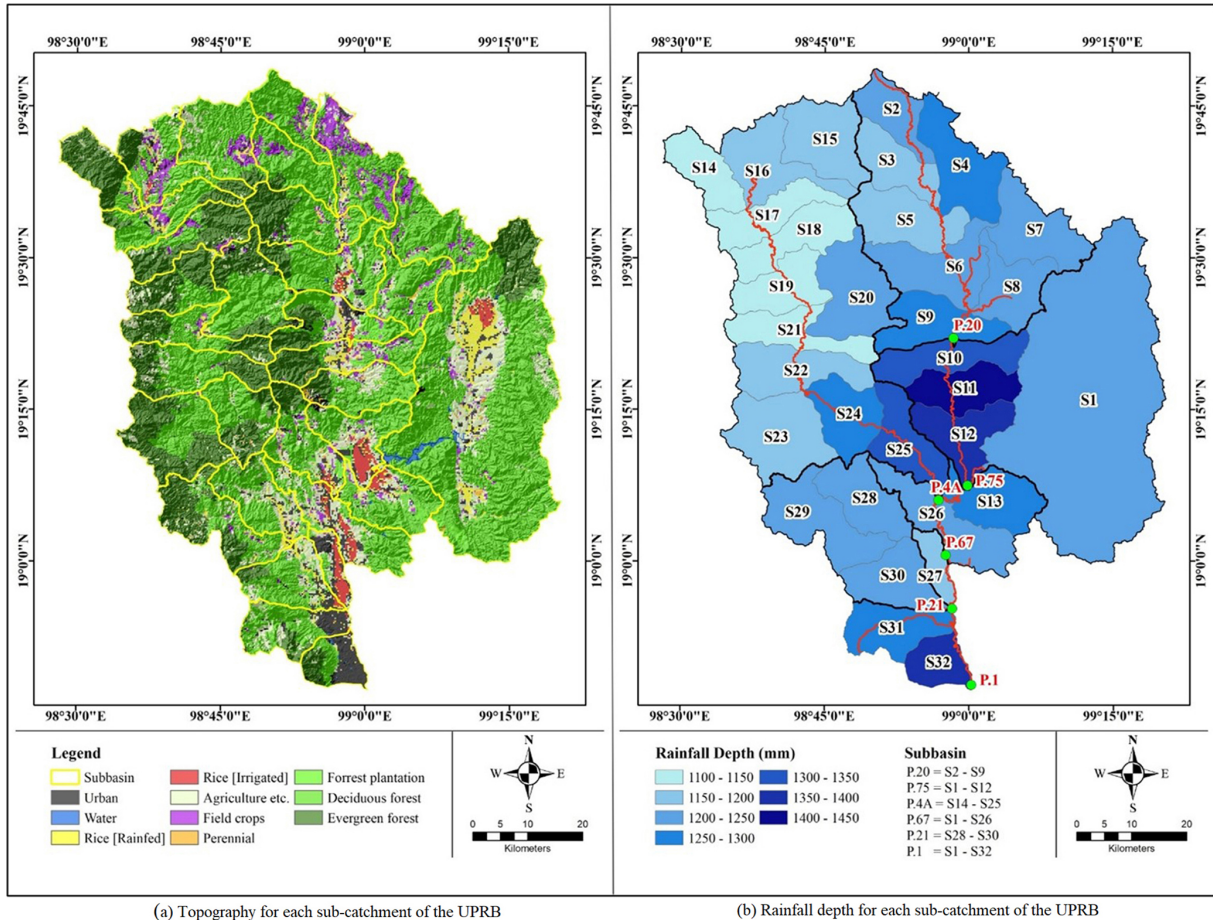 98°30'0"E 98°45'0"E 99°0'0"E 99°15'0"E
19°45'0"N
19°30'0"N
19°15'0"N
19°0'0"N
98°30'0"E 98°45'0"E 99°0'0"E 99°15'0"E
Legend
Subbasin
Urban
Water
Rice [Rainfed]
Rice [Irrigated]
Agriculture etc.
Field crops
Perennial
Forest plantation
Deciduous forest
Evergreen forest
N
W E
S
0 5 10 20
Kilometers
(a) Topography for each sub-catchment of the UPRB
98°30'0"E 98°45'0"E 99°0'0"E 99°15'0"E
19°45'0"N
19°30'0"N
19°15'0"N
19°0'0"N
S2
S15
S3
S4
S14
S16
S17
S5
S18
S7
S6
S19
S8
S20
S9
S21
P.20
S10
S22
S11
S1
S24
S12
S23
S25
P.75
P.4A
S28
S13
S29
S26
P.67
S30
S27
P.21
S31
S32
P.1
98°30'0"E 98°45'0"E 99°0'0"E 99°15'0"E
Rainfall Depth (mm)
1100 - 1150
1150 - 1200
1200 - 1250
1250 - 1300
1300 - 1350
1350 - 1400
1400 - 1450
Subbasin
P.20 = S2 - S9
P.75 = S1 - S12
P.4A = S14 - S25
P.67 = S1 - S26
P.21 = S28 - S30
P.1 = S1 - S32
N
W E
S
0 5 10 20
Kilometers
(b) Rainfall depth for each sub-catchment of the UPRB